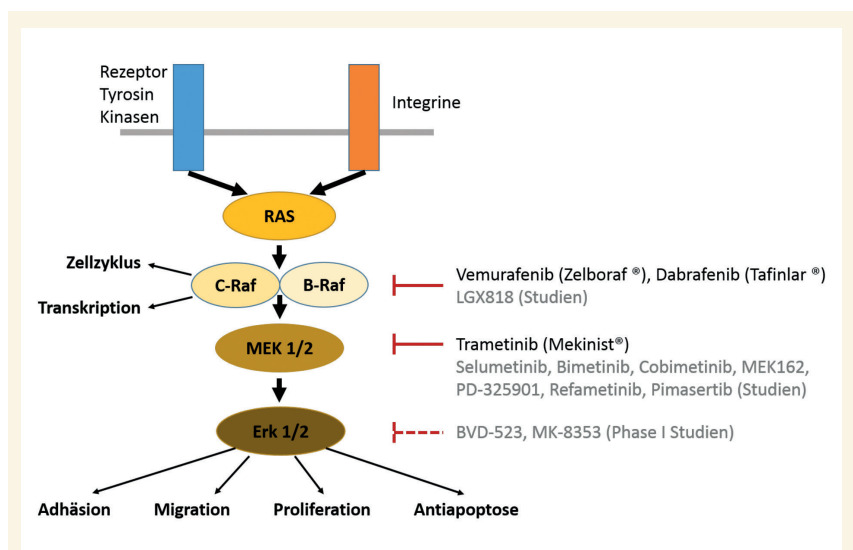 Rezeptor
Tyrosin
Kinasen
Integrine
RAS
Zellzyklus
C-Raf
B-Raf
Vemurafenib (Zelboraf ®), Dabrafenib (Tafinlar ®)
LGX818 (Studien)
Transkription
MEK 1/2
Trametinib (Mekinist®)
Selumetinib, Bimetinib, Cobimetinib, MEK162,
PD-325901, Refametinib, Pimasertib (Studien)
Erk 1/2
BVD-523, MK-8353 (Phase I Studien)
Adhäsion
Migration
Proliferation
Antiapoptose